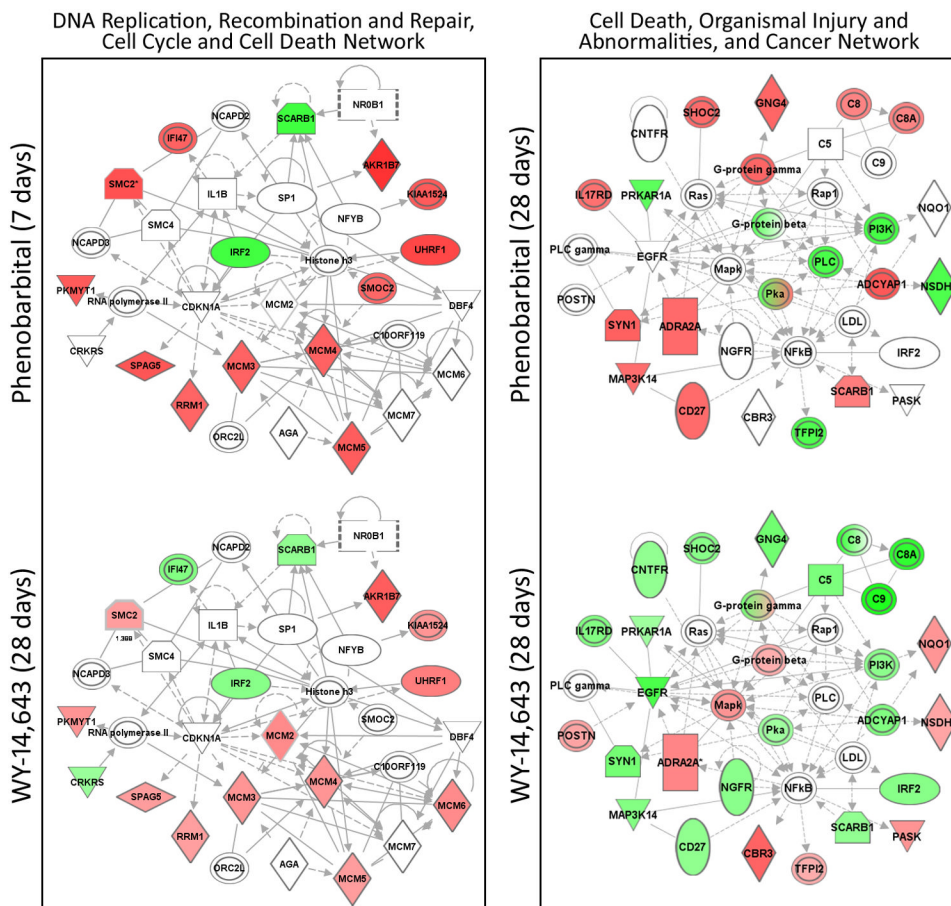 DNA Replication, Recombination and Repair,
Cell Cycle and Cell Death Network
Cell Death, Organismal Injury and
Abnormalities, and Cancer Network
Phenobarbital (7 days)
NCAPD2
SCARB1
NR0B1
IFI47
AKR1B7
SMC2*
IL1B
SP1
KIAA1524
SMC4
NFYB
NCAPD3
IRF2
Histone h3
UHRF1
PKMYT1
RNA polymerase II
CDKN1A
MCM2
SMOC2
DBF4
CRKRS
C10ORF119
SPAG5
MCM3
MCM4
MCM6
RRM1
MCM7
ORC2L
AGA
MCM5
Phenobarbital (28 days)
GNG4
SHOC2
C8
C8A
CNTFR
C5
C9
G-protein gamma
IL17RD
PRKAR1A
Ras
Rap1
NQO1
G-protein beta
PI3K
PLC gamma
EGFR
Mapk
PLC
POSTN
Pka
ADCYAP1
NSDH
SYN1
ADRA2A
LDL
NGFR
NFkB
IRF2
MAP3K14
SCARB1
PASK
CD27
CBR3
TFPI2
WY-14,643 (28 days)
NCAPD2
SCARB1
NR0B1
IFI47
AKR1B7
SMC2
1.388
IL1B
SP1
KIAA1524
SMC4
NFYB
NCAPD3
IRF2
Histone h3
UHRF1
PKMYT1
RNA polymerase II
CDKN1A
MCM2
SMOC2
DBF4
CRKRS
C10ORF119
SPAG5
MCM3
MCM4
MCM6
RRM1
MCM7
ORC2L
AGA
MCM5
WY-14,643 (28 days)
GNG4
SHOC2
C8
C8A
CNTFR
C5
C9
G-protein gamma
IL17RD
PRKAR1A
Ras
Rap1
NQO1
G-protein beta
PI3K
PLC gamma
EGFR
Mapk
PLC
POSTN
Pka
ADCYAP1
NSDH
SYN1
ADRA2A*
LDL
NGFR
NFkB
IRF2
MAP3K14
SCARB1
PASK
CD27
CBR3
TFPI2